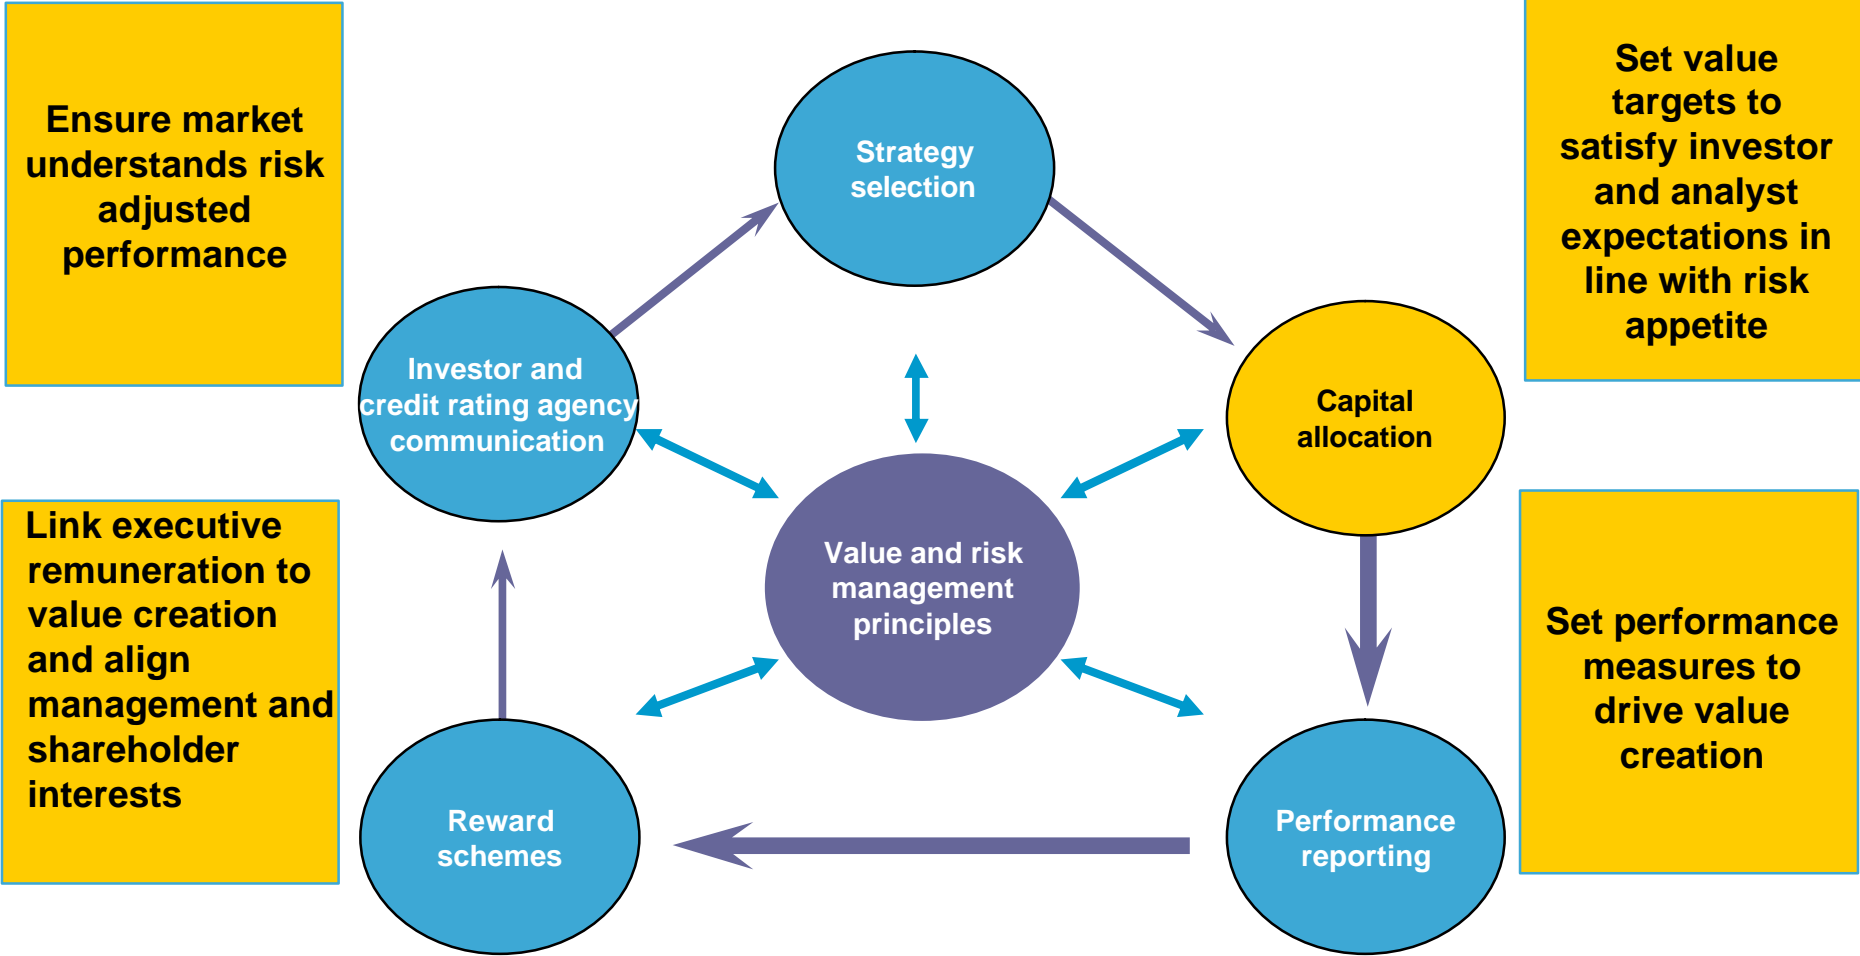 Ensure market
understands risk
adjusted
performance
Strategy
selection
Set value
targets to
satisfy investor
and analyst
expectations in
line with risk
appetite
Investor and
credit rating agency
communication
Capital
allocation
Value and risk
management
principles
Link executive
remuneration to
value creation
and align
management and
shareholder
interests
Set performance
measures to
drive value
creation
Reward
schemes
Performance
reporting